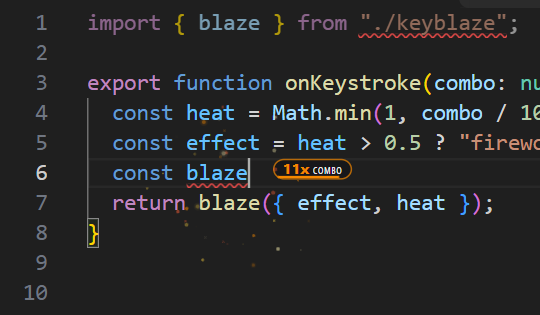 1 import { blaze } from "./keyblaze";
2
3 export function onKeystroke(combo: nu
4 const heat = Math.min(1, combo / 10
5 const effect = heat > 0.5 ? "firewo
6 const blaze 11x COMBO
7 return blaze({ effect, heat });
8 }
9
10